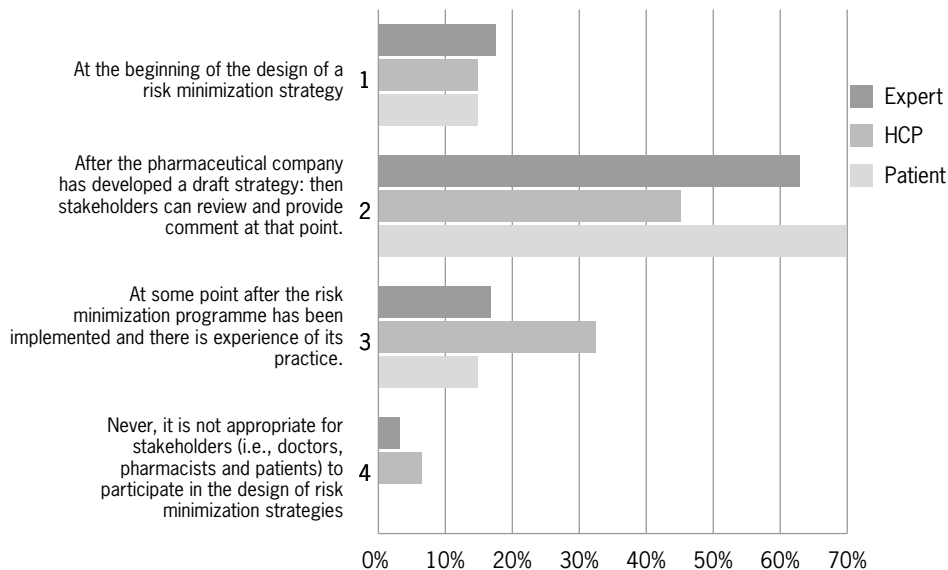 At the beginning of the design of a
risk minimization strategy
1
After the pharmaceutical company
has developed a draft strategy: then
stakeholders can review and provide
comment at that point.
2
At some point after the risk
minimization programme has been
implemented and there is experience of its
practice.
3
Never, it is not appropriate for
stakeholders (i.e., doctors,
pharmacists and patients) to
participate in the design of risk
minimization strategies
4
0% 10% 20% 30% 40% 50% 60% 70%
Expert
HCP
Patient